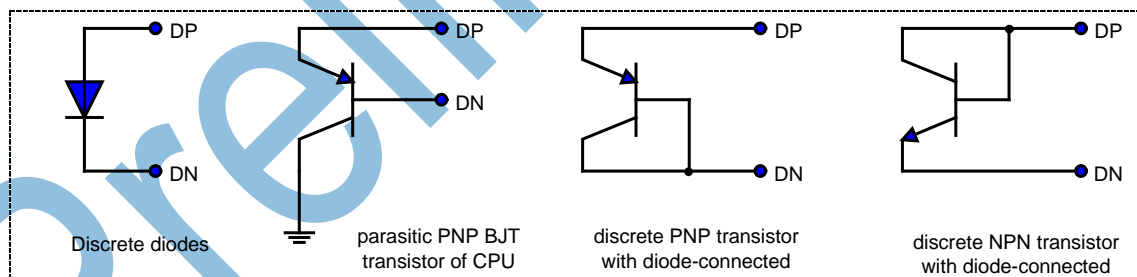 DP
DN
Discrete diodes
DP
DN
parasitic PNP BJT
transistor of CPU
DP
DN
discrete PNP transistor
with diode-connected
DP
DN
discrete NPN transistor
with diode-connected